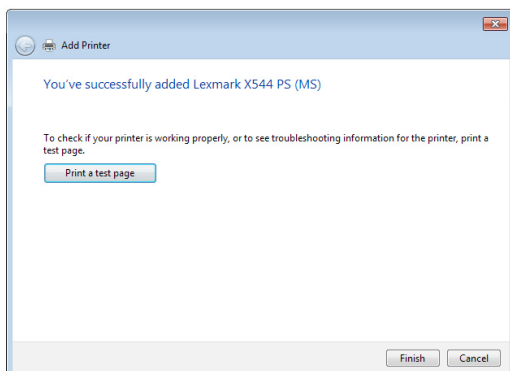 Add Printer
You've successfully added Lexmark X544 PS (MS)
To check if your printer is working properly, or to see troubleshooting information for the printer, print a
test page.
Print a test page
Finish
Cancel